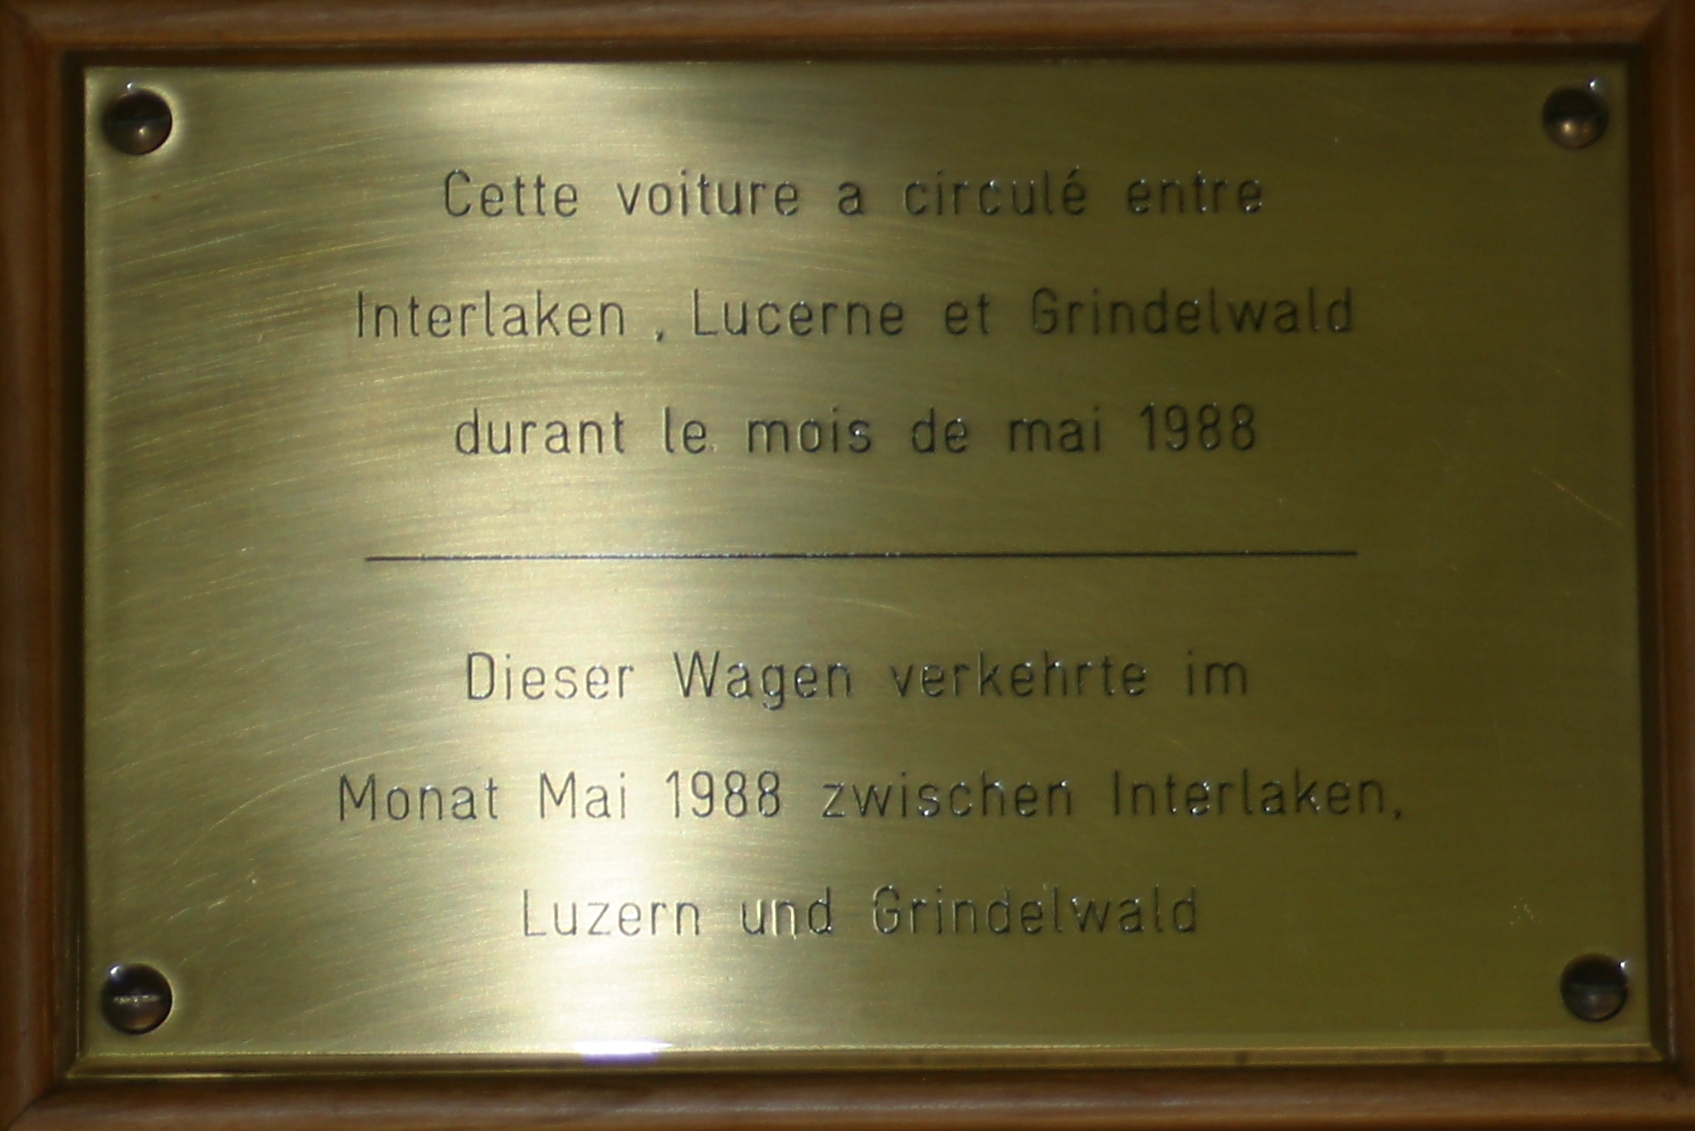 Cette voiture a circulé entre
Interlaken , Lucerne et Grindelwald
durant le mois de mai 1988
Dieser Wagen verkehrte im
Monat Mai 1988 zwischen Interlaken,
Luzern und Grindelwald